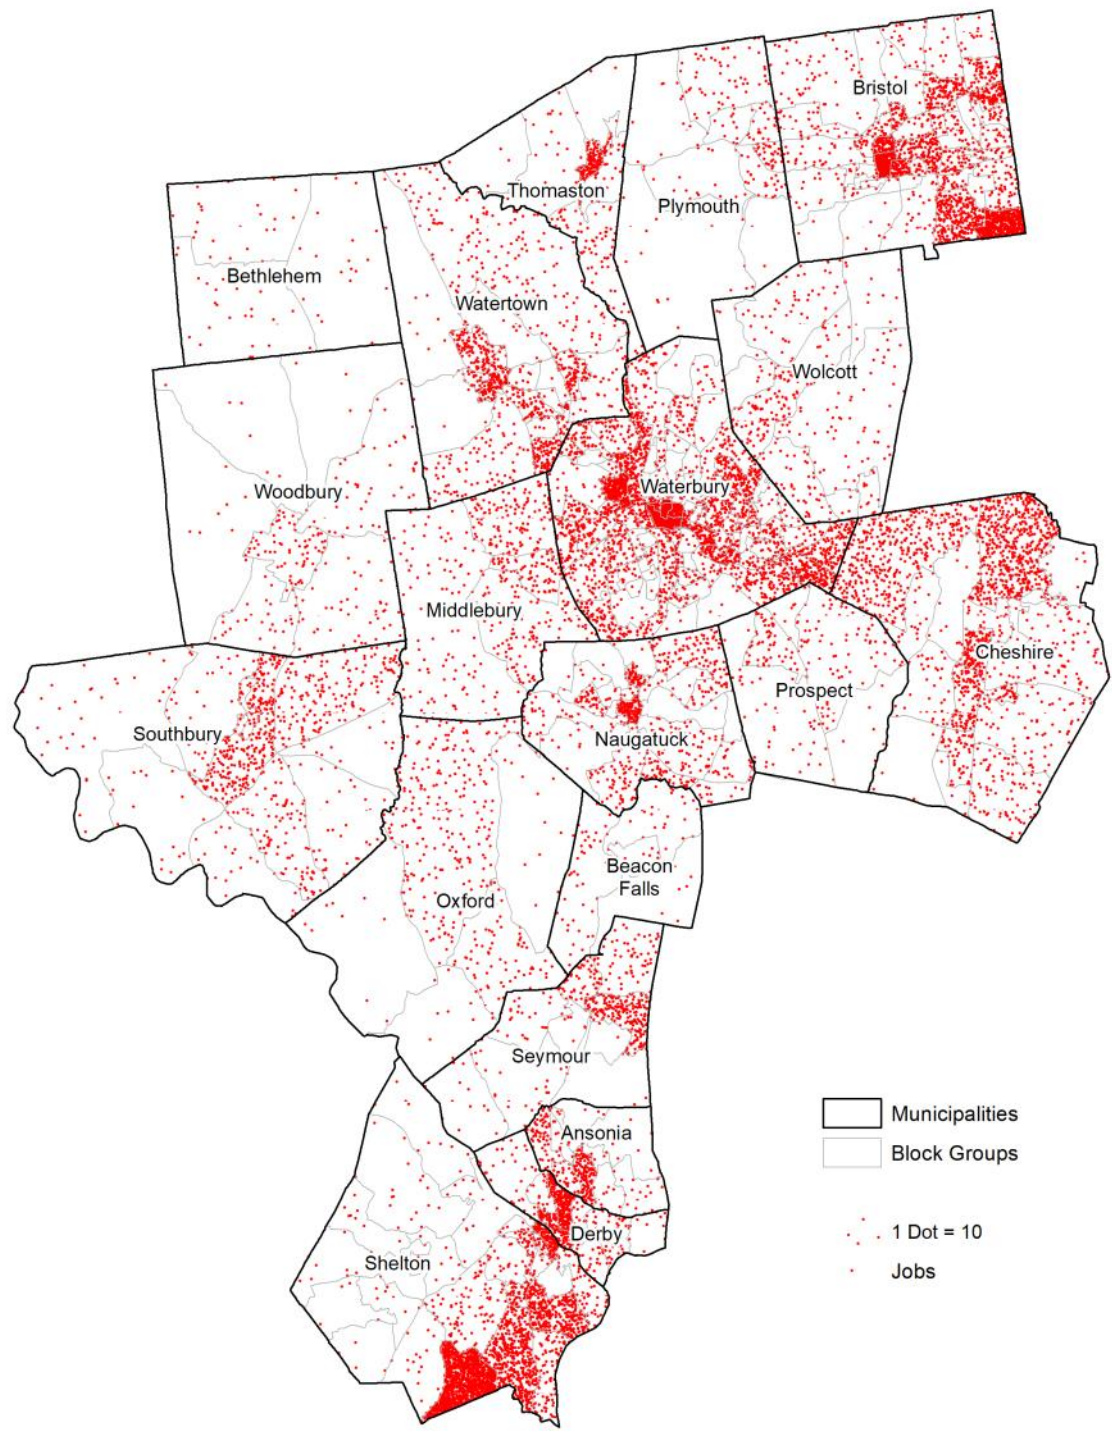 Bristol
Thomaston
Plymouth
Bethlehem
Watertown
Wolcott
Woodbury
Waterbury
Middlebury
Cheshire
Prospect
Southbury
Naugatuck
Beacon
Falls
Oxford
Seymour
Municipalities
Ansonia
Block Groups
Derby
1 Dot = 10
Shelton
Jobs